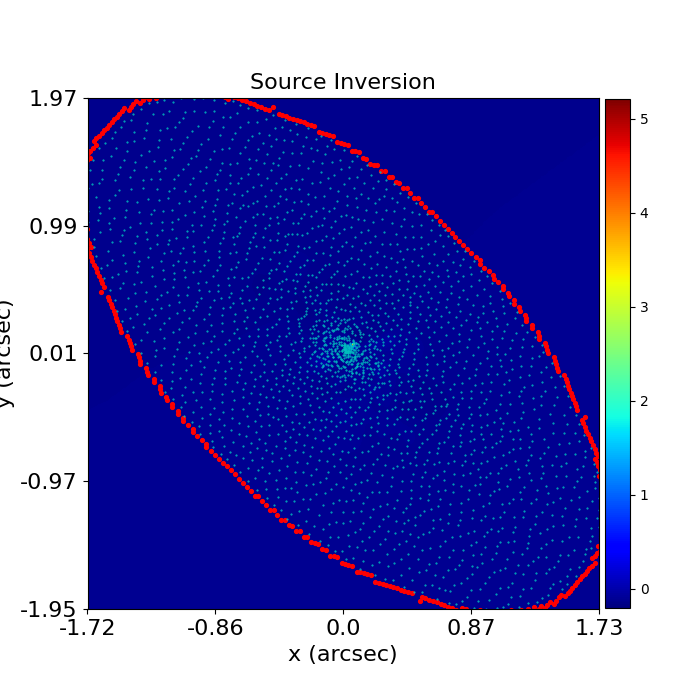 Source Inversion
1.97
0.99
0.01
-0.97
-1.95
y (arcsec)
-1.72 -0.86 0.0 0.87 1.73
x (arcsec)
5
4
3
2
1
0